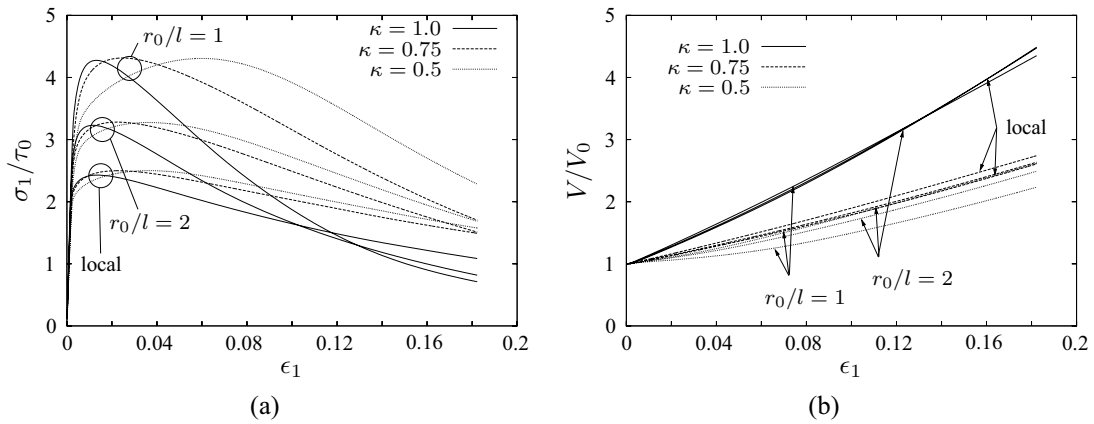 5
4
3
2
1
0
σ₁/τ₀
r₀/l = 1
κ = 1.0
κ = 0.75
κ = 0.5
r₀/l = 2
local
0
0.04
0.08
0.12
0.16
0.2
ϵ₁
(a)
5
4
3
2
1
0
V/V₀
κ = 1.0
κ = 0.75
κ = 0.5
local
r₀/l = 1
r₀/l = 2
0
0.04
0.08
0.12
0.16
0.2
ϵ₁
(b)